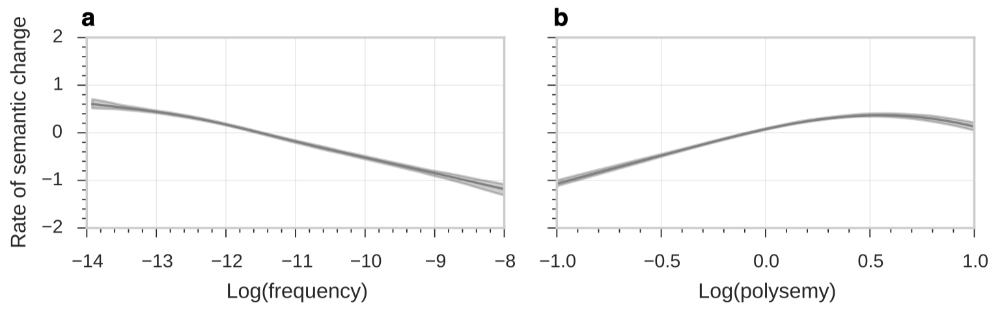 a
b
Rate of semantic change
2
1
0
−1
−2
−14 −13 −12 −11 −10 −9 −8
−1.0 −0.5 0.0 0.5 1.0
Log(frequency)
Log(polysemy)